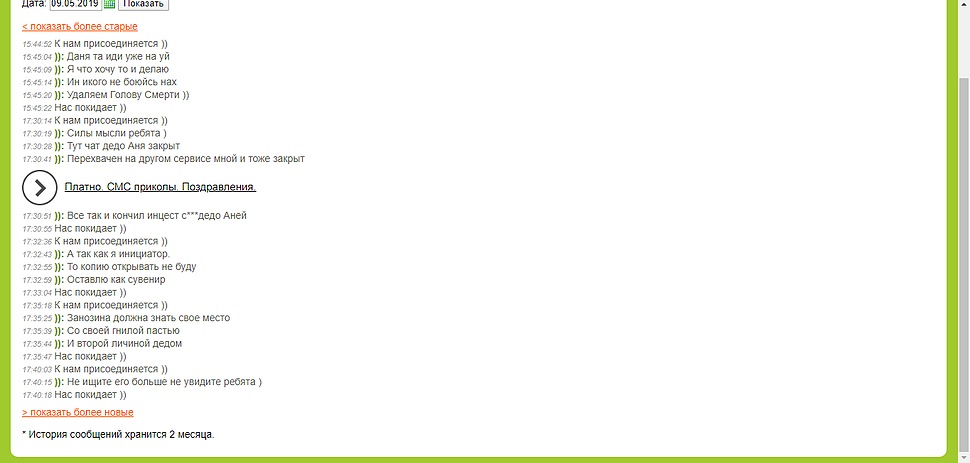 Дата: 09.05.2019 Показать
< показать более старые
15:44:52 К нам присоединяется ))
15:45:04 )): Даня та иди уже на уй
15:45:09 )): Я что хочу то и делаю
15:45:14 )): Ин икого не боюйсь нах
15:45:20 )): Удаляем Голову Смерти ))
15:45:22 Нас покидает ))
17:30:14 К нам присоединяется ))
17:30:19 )): Силы мысли ребята )
17:30:28 )): Тут чат дедо Аня закрыт
17:30:41 )): Перехвачен на другом сервисе мной и тоже закрыт
Платно. СМС приколы. Поздравления.
17:30:51 )): Все так и кончил инцест с***дедо Аней
17:30:55 Нас покидает ))
17:32:36 К нам присоединяется ))
17:32:43 )): А так как я инициатор.
17:32:55 )): То копию открывать не буду
17:32:59 )): Оставлю как сувенир
17:33:04 Нас покидает ))
17:35:18 К нам присоединяется ))
17:35:25 )): Занозина должна знать свое место
17:35:39 )): Со своей гнилой пастью
17:35:44 )): И второй личиной дедом
17:35:47 Нас покидает ))
17:40:03 К нам присоединяется ))
17:40:15 )): Не ищите его больше не увидите ребята )
17:40:18 Нас покидает ))
> показать более новые
* История сообщений хранится 2 месяца.